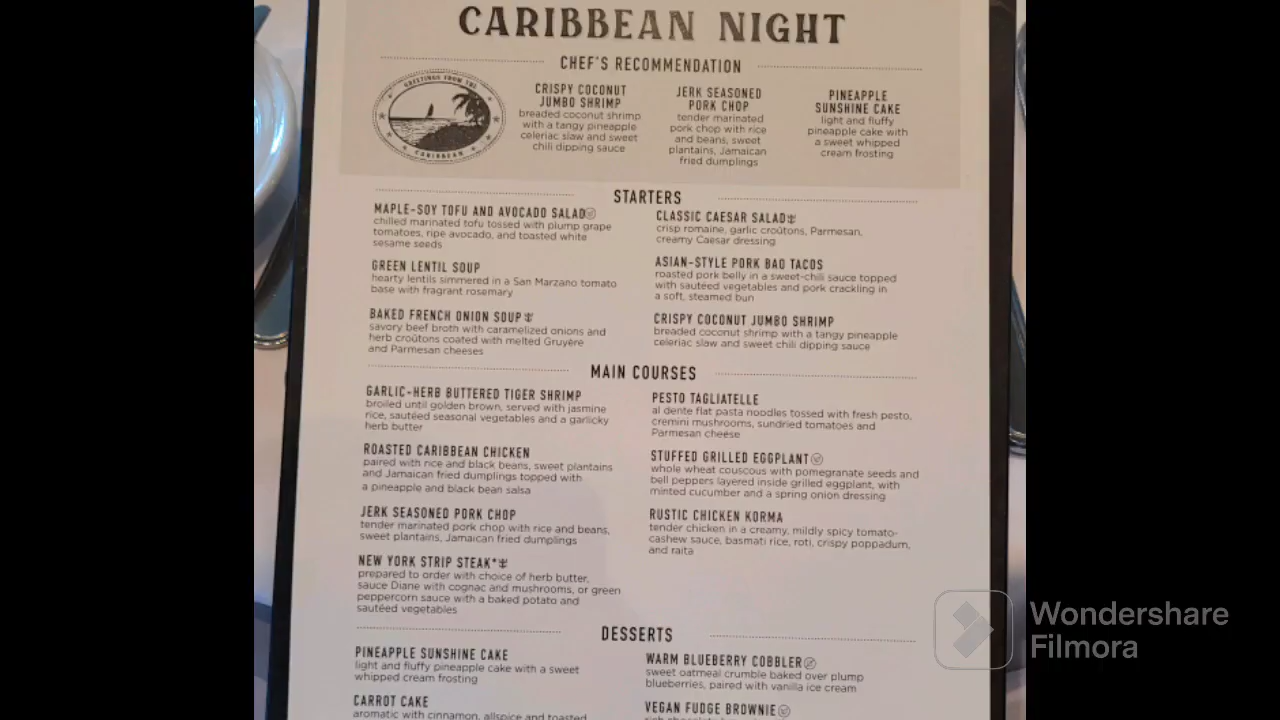 CARIBBEAN NIGHT
CHEF'S RECOMMENDATION
GREETINGS FROM THE
CARIBBEAN
CRISPY COCONUT
JUMBO SHRIMP
breaded coconut shrimp
with a tangy pineapple
celeriac slaw and sweet
chili dipping sauce
JERK SEASONED
PORK CHOP
tender marinated
pork chop with rice
and beans, sweet
plantains, Jamaican
fried dumplings
PINEAPPLE
SUNSHINE CAKE
light and fluffy
pineapple cake with
a sweet whipped
cream frosting
STARTERS
MAPLE-SOY TOFU AND AVOCADO SALAD
chilled marinated tofu tossed with plump grape
tomatoes, ripe avocado, and toasted white
sesame seeds
GREEN LENTIL SOUP
hearty lentils simmered in a San Marzano tomato
base with fragrant rosemary
BAKED FRENCH ONION SOUP
savory beef broth with caramelized onions and
herb croûtons coated with melted Gruyère
and Parmesan cheeses
CLASSIC CAESAR SALAD
crisp romaine, garlic croûtons, Parmesan,
creamy Caesar dressing
ASIAN-STYLE PORK BAO TACOS
roasted pork belly in a sweet-chili sauce topped
with sautéed vegetables and pork crackling in
a soft, steamed bun
CRISPY COCONUT JUMBO SHRIMP
breaded coconut shrimp with a tangy pineapple
celeriac slaw and sweet chili dipping sauce
MAIN COURSES
GARLIC-HERB BUTTERED TIGER SHRIMP
broiled until golden brown, served with jasmine
rice, sautéed seasonal vegetables and a garlicky
herb butter
ROASTED CARIBBEAN CHICKEN
paired with rice and black beans, sweet plantains
and Jamaican fried dumplings topped with
a pineapple and black bean salsa
JERK SEASONED PORK CHOP
tender marinated pork chop with rice and beans,
sweet plantains, Jamaican fried dumplings
NEW YORK STRIP STEAK*
prepared to order with choice of herb butter,
sauce Diane with cognac and mushrooms, or green
peppercorn sauce with a baked potato and
sautéed vegetables
PESTO TAGLIATELLE
al dente flat pasta noodles tossed with fresh pesto,
cremini mushrooms, sundried tomatoes and
Parmesan cheese
STUFFED GRILLED EGGPLANT
whole wheat couscous with pomegranate seeds and
bell peppers layered inside grilled eggplant, with
minted cucumber and a spring onion dressing
RUSTIC CHICKEN KORMA
tender chicken in a creamy, mildly spicy tomato-
cashew sauce, basmati rice, roti, crispy poppadum,
and raita
DESSERTS
PINEAPPLE SUNSHINE CAKE
light and fluffy pineapple cake with a sweet
whipped cream frosting
CARROT CAKE
aromatic with cinnamon, allspice and toasted
WARM BLUEBERRY COBBLER
sweet oatmeal crumble baked over plump
blueberries, paired with vanilla ice cream
VEGAN FUDGE BROWNIE
Wondershare
Filmora